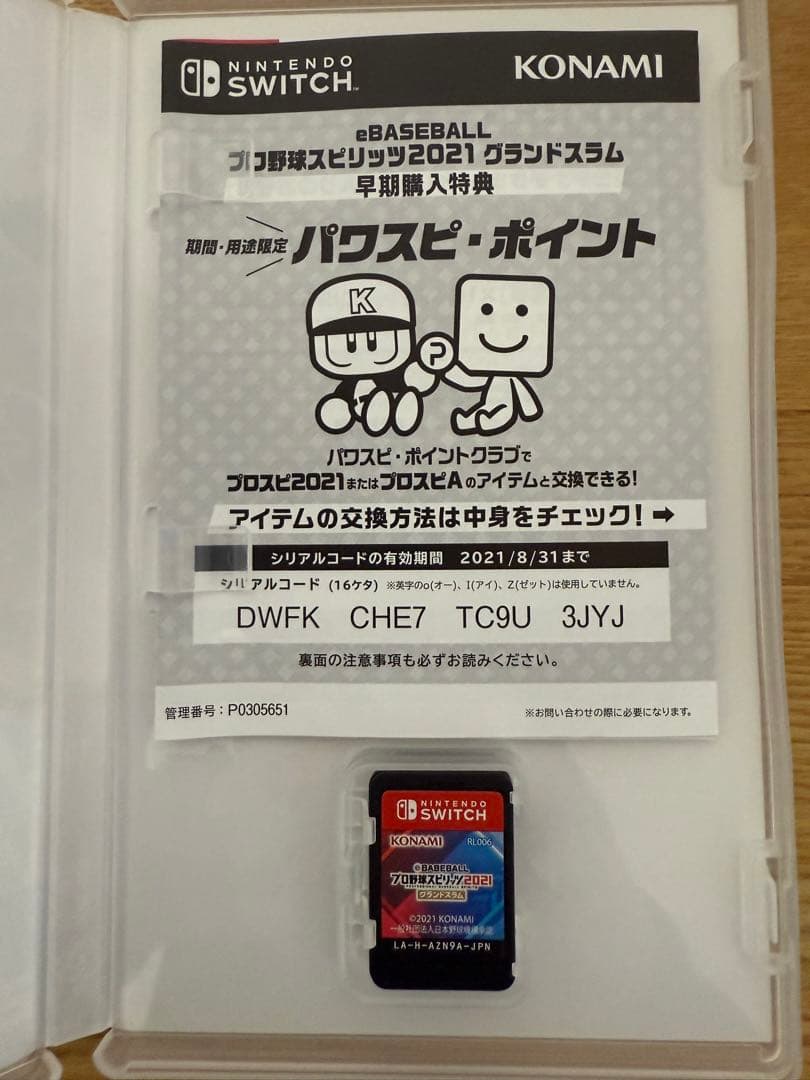 NINTENDO
SWITCH
KONAMI
eBASEBALL
プロ野球スピリッツ2021 グランドスラム
早期購入特典
期間・用途限定 パワスピ・ポイント
K
P
パワスピ・ポイントクラブで
プロスピ2021またはプロスピAのアイテムと交換できる!
アイテムの交換方法は中身をチェック!➡
シリアルコードの有効期間 2021/8/31まで
シリアルコード (16ケタ) ※英字のo(オー)、I(アイ)、Z(ゼット)は使用していません。
DWFK CHE7 TC9U 3JYJ
裏面の注意事項も必ずお読みください。
管理番号:P0305651
※お問い合わせの際に必要になります。
NINTENDO
SWITCH
KONAMI
RL006
eBASEBALL
プロ野球スピリッツ2021
グランドスラム
©2021 KONAMI
一般社団法人日本野球機構承認
LA-H-AZN9A-JPN